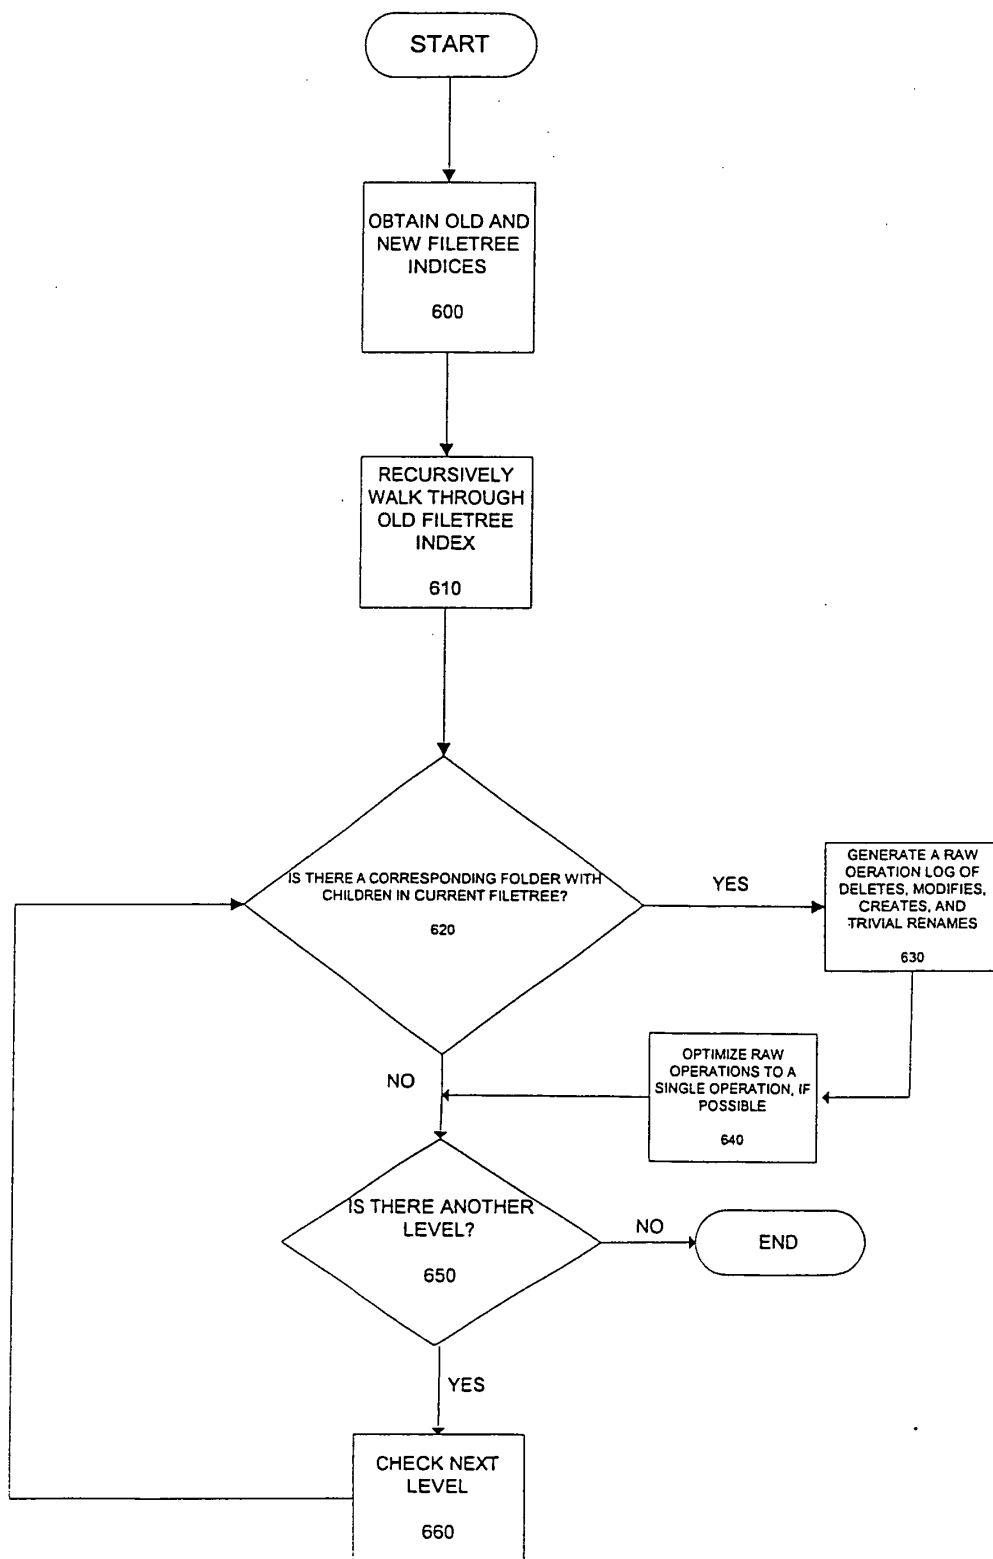 START
OBTAIN OLD AND
NEW FILETREE
INDICES
600
RECURSIVELY
WALK THROUGH
OLD FILETREE
INDEX
610
IS THERE A CORRESPONDING FOLDER WITH
CHILDREN IN CURRENT FILETREE?
620
YES
GENERATE A RAW
OERATION LOG OF
DELETES, MODIFIES,
CREATES, AND
TRIVIAL RENAMES
630
NO
OPTIMIZE RAW
OPERATIONS TO A
SINGLE OPERATION, IF
POSSIBLE
640
IS THERE ANOTHER
LEVEL?
650
NO
END
YES
CHECK NEXT
LEVEL
660